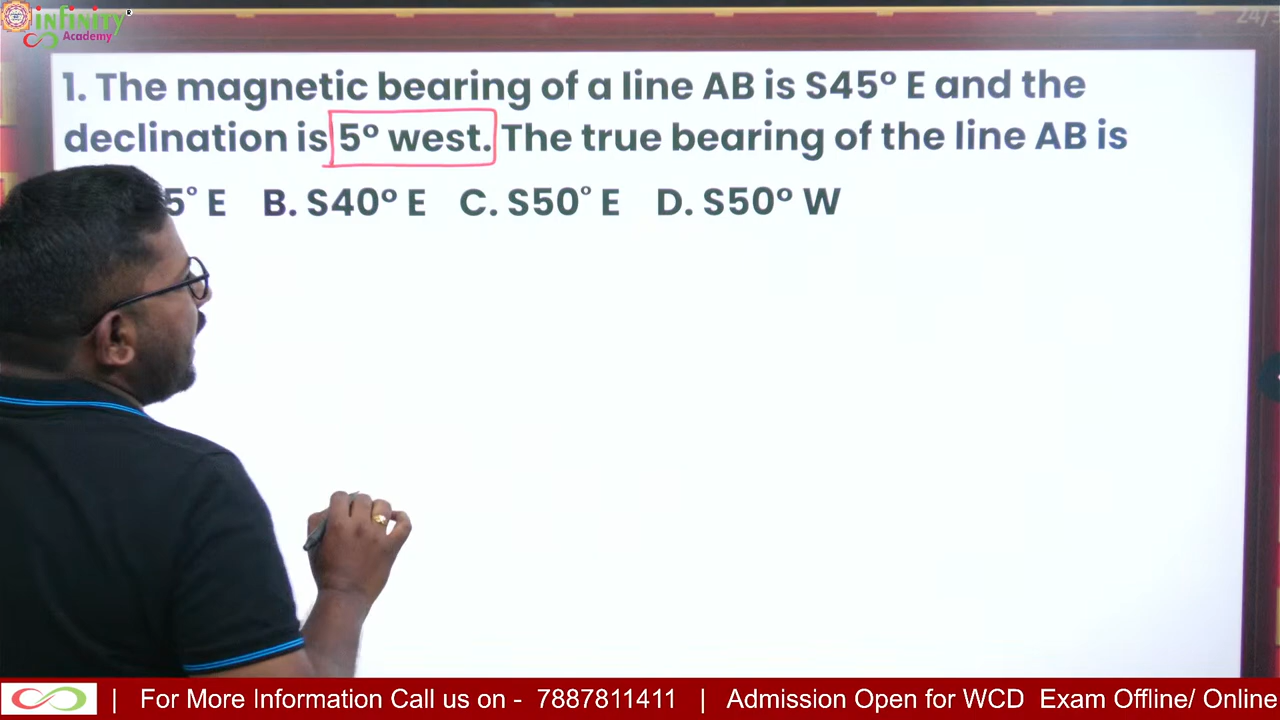 infinity
Academy
24/
1. The magnetic bearing of a line AB is S45° E and the
declination is 5° west. The true bearing of the line AB is
5° E B. S40° E C. S50° E D. S50° W
| For More Information Call us on - 7887811411 | Admission Open for WCD Exam Offline/ Online